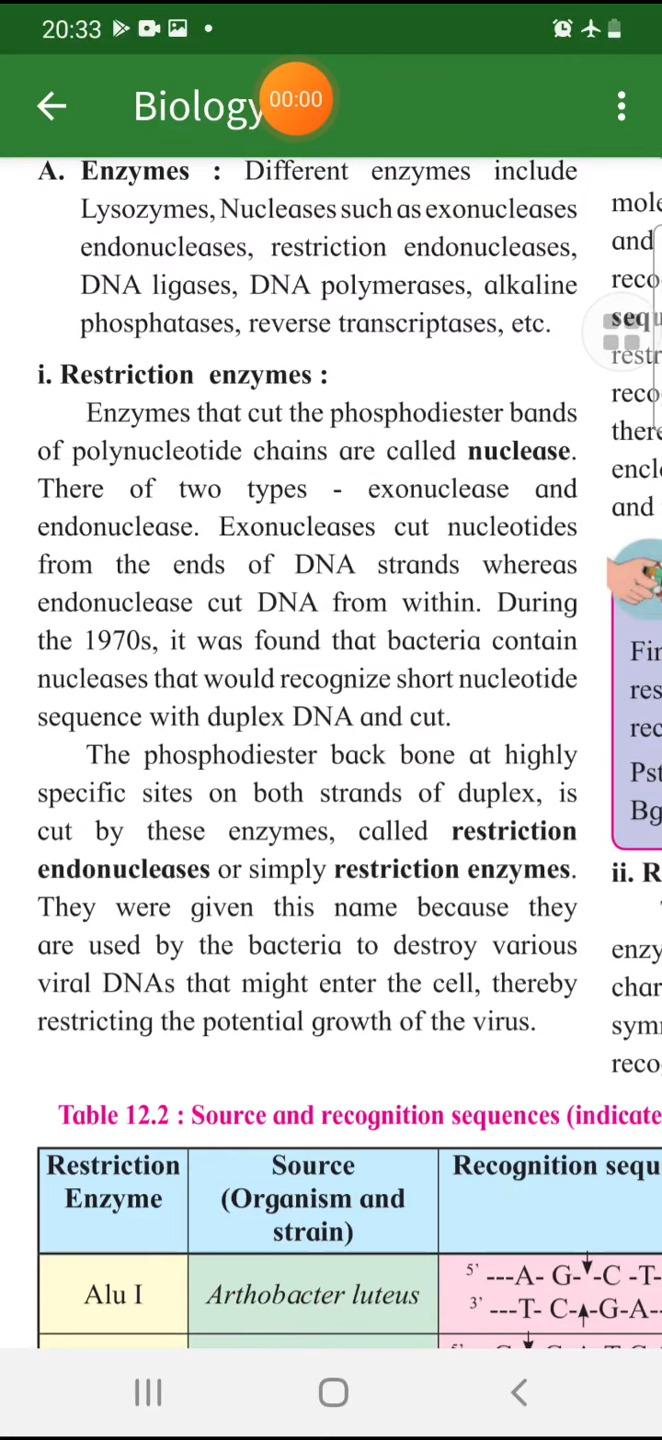 20:33
Biology
00:00
A. Enzymes : Different enzymes include
Lysozymes, Nucleases such as exonucleases
endonucleases, restriction endonucleases,
DNA ligases, DNA polymerases, alkaline
phosphatases, reverse transcriptases, etc.
i. Restriction enzymes :
Enzymes that cut the phosphodiester bands
of polynucleotide chains are called nuclease.
There of two types - exonuclease and
endonuclease. Exonucleases cut nucleotides
from the ends of DNA strands whereas
endonuclease cut DNA from within. During
the 1970s, it was found that bacteria contain
nucleases that would recognize short nucleotide
sequence with duplex DNA and cut.
The phosphodiester back bone at highly
specific sites on both strands of duplex, is
cut by these enzymes, called restriction
endonucleases or simply restriction enzymes.
They were given this name because they
are used by the bacteria to destroy various
viral DNAs that might enter the cell, thereby
restricting the potential growth of the virus.
and
and
ii. R
Table 12.2 : Source and recognition sequences (indicate
Restriction
Enzyme
Source
(Organism and
strain)
Recognition sequ
Alu I
Arthobacter luteus
5' ---A- G-▼-C -T-
3' ---T- C-▲-G-A-